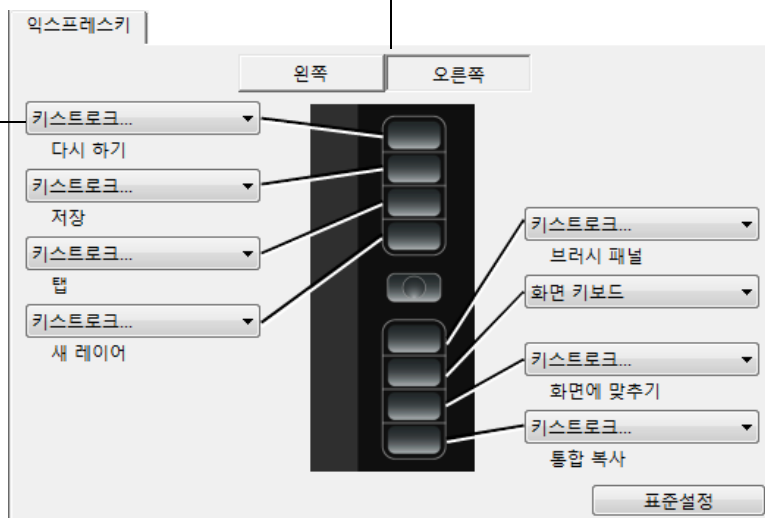 익스프레스키
왼쪽
오른쪽
키스트로크...
다시 하기
키스트로크...
저장
키스트로크...
탭
키스트로크...
새 레이어
키스트로크...
브러시 패널
화면 키보드
키스트로크...
화면에 맞추기
키스트로크...
통합 복사
표준설정